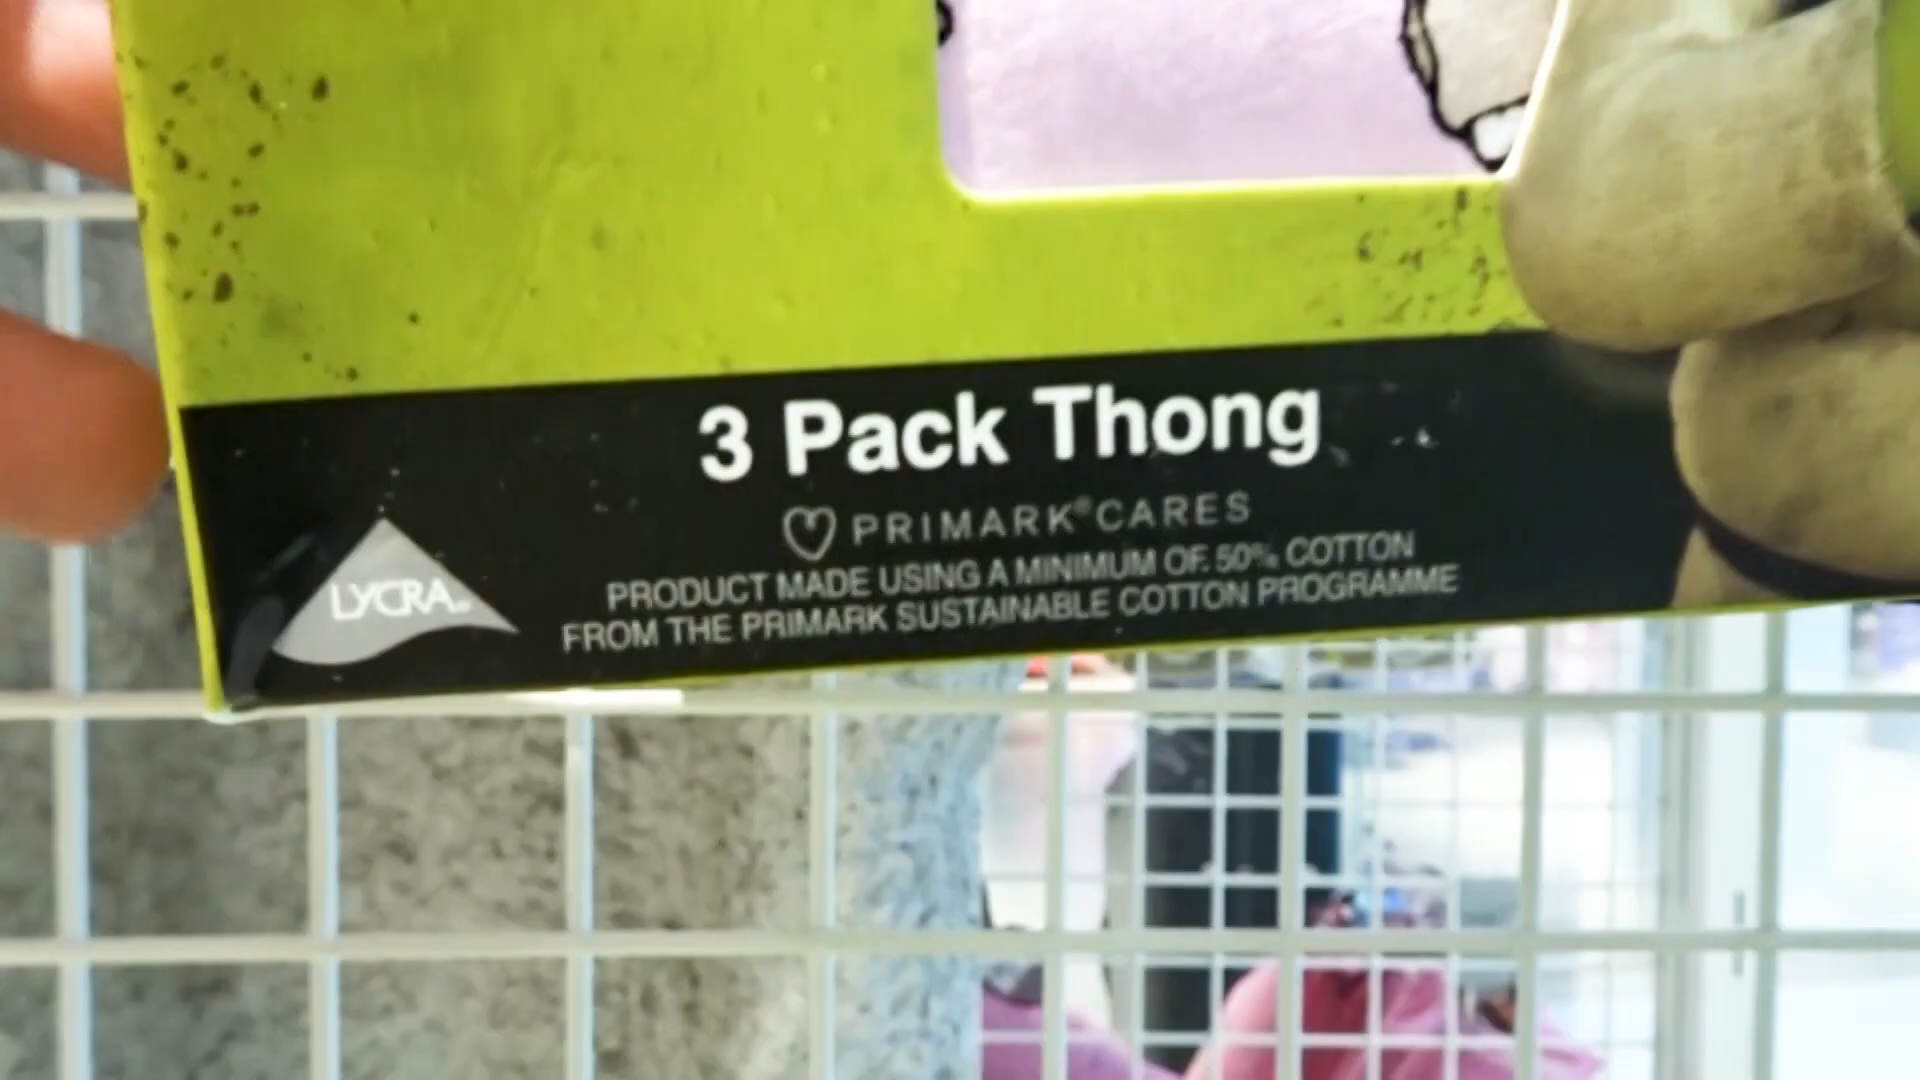 3 Pack Thong
PRIMARK® CARES
PRODUCT MADE USING A MINIMUM OF 50% COTTON
FROM THE PRIMARK SUSTAINABLE COTTON PROGRAMME
LYCRA®